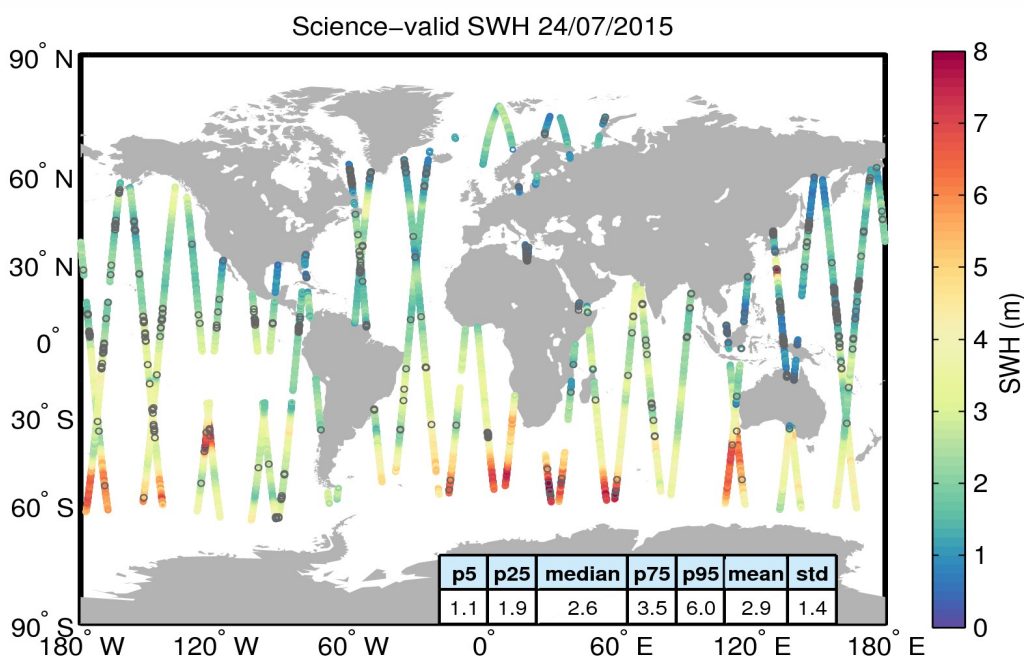 Science−valid SWH 24/07/2015
90° N
60° N
30° N
0°
30° S
60° S
90° S
180° W
120° W
60° W
0°
60° E
120° E
180° E
p5 p25 median p75 p95 mean std
1.1 1.9 2.6 3.5 6.0 2.9 1.4
8
7
6
5
4
3
2
1
0
SWH (m)